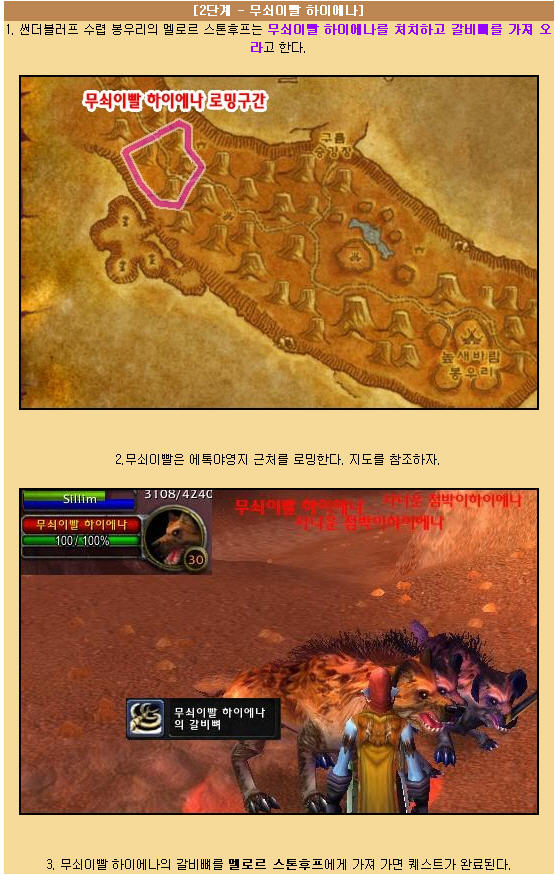 [2단계 - 무쇠이빨 하이에나]
1. 썬더블러프 수렵 봉우리의 멜로르 스톤후프는 무쇠이빨 하이에나를 처치하고 갈비뼈를 가져 오
라고 한다.
무쇠이빨 하이에나 로밍구간
구름
승강장
높새바람
봉우리
2.무쇠이빨은 에톡야영지 근처를 로밍한다. 지도를 참조하자.
Sillim
3108/4240
무쇠이빨 하이에나
사나운 점박이하이에나
사나운 점박이하이에나
무쇠이빨 하이에나
100 / 100%
30
무쇠이빨 하이에나
의 갈비뼈
3. 무쇠이빨 하이에나의 갈비뼈를 멜로르 스톤후프에게 가져 가면 퀘스트가 완료된다.